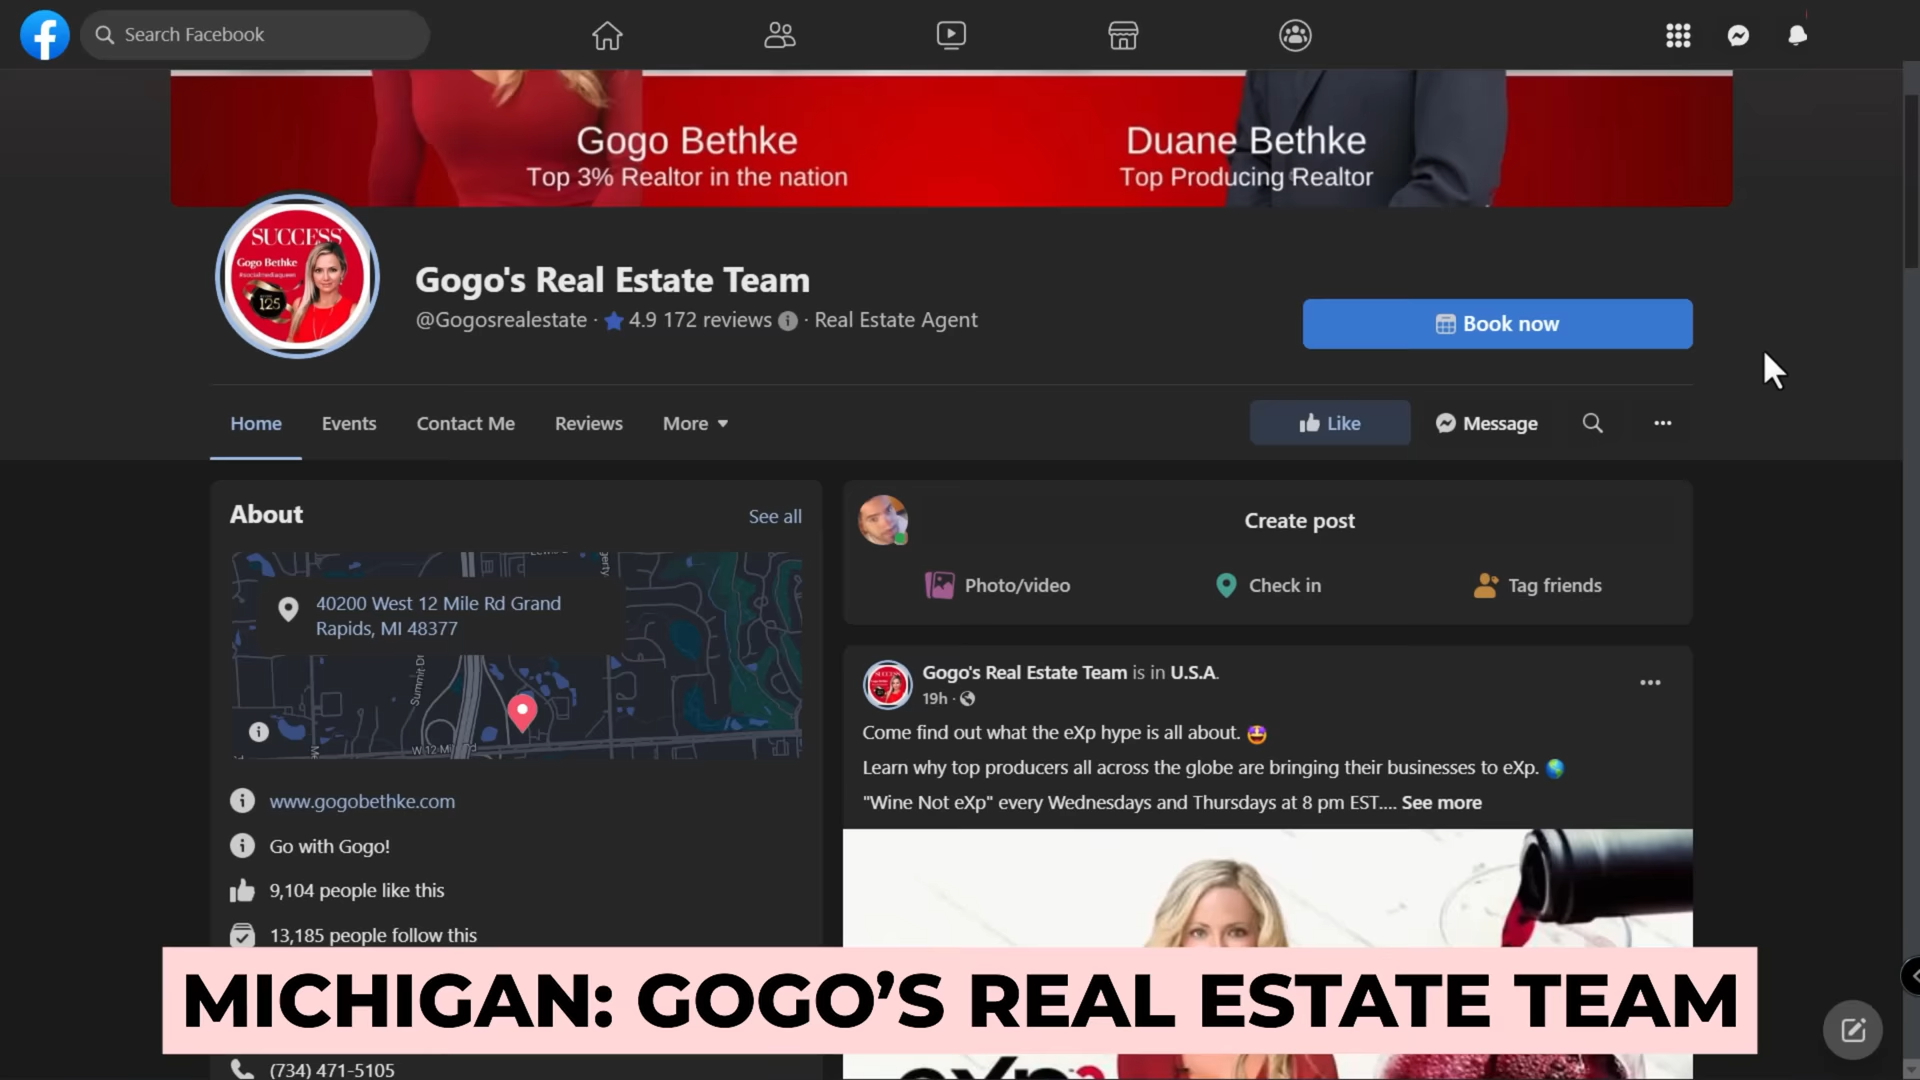 Search Facebook
Gogo Bethke
Top 3% Realtor in the nation
Duane Bethke
Top Producing Realtor
SUCCESS
Gogo Bethke
#socialmediaqueen
125
Gogo's Real Estate Team
@Gogosrealestate · 4.9 172 reviews · Real Estate Agent
Book now
Home
Events
Contact Me
Reviews
More
Like
Message
About
See all
40200 West 12 Mile Rd Grand
Rapids, MI 48377
Summit Dr
W 12 Mi
www.gogobethke.com
Go with Gogo!
9,104 people like this
13,185 people follow this
(734) 471-5105
Create post
Photo/video
Check in
Tag friends
Gogo's Real Estate Team is in U.S.A.
19h ·
Come find out what the eXp hype is all about.
Learn why top producers all across the globe are bringing their businesses to eXp.
"Wine Not eXp" every Wednesdays and Thursdays at 8 pm EST.... See more
MICHIGAN: GOGO’S REAL ESTATE TEAM